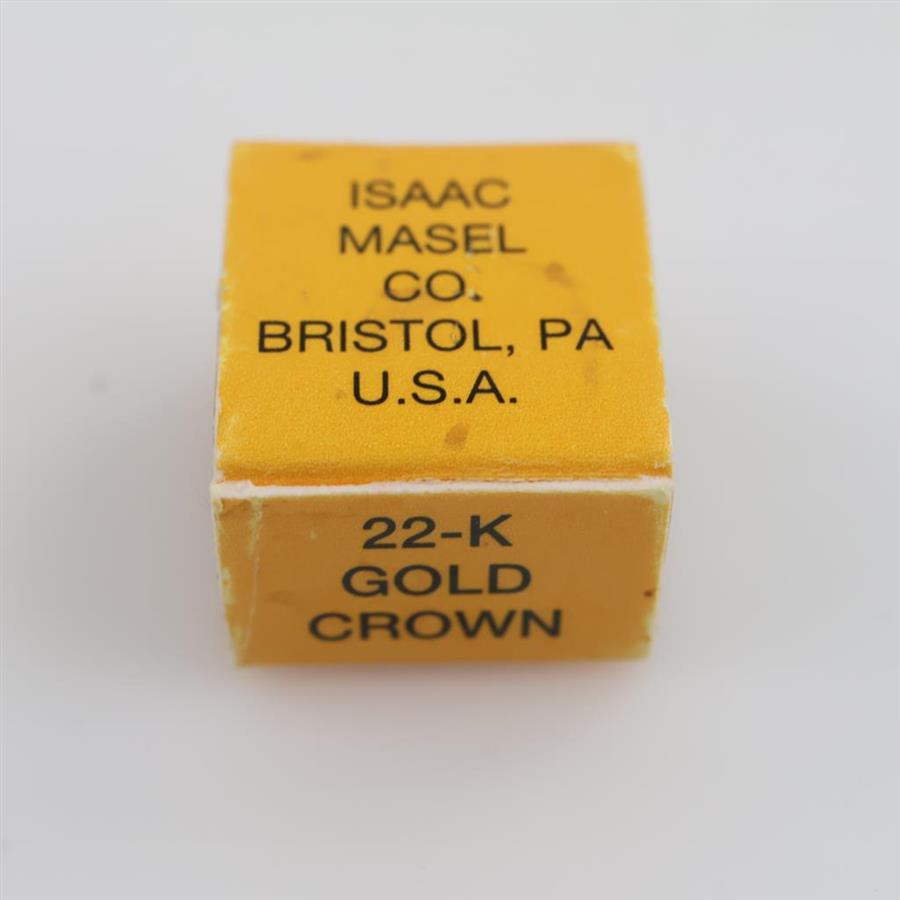 ISAAC
MASEL
CO.
BRISTOL, PA
U.S.A.
22-K
GOLD
CROWN